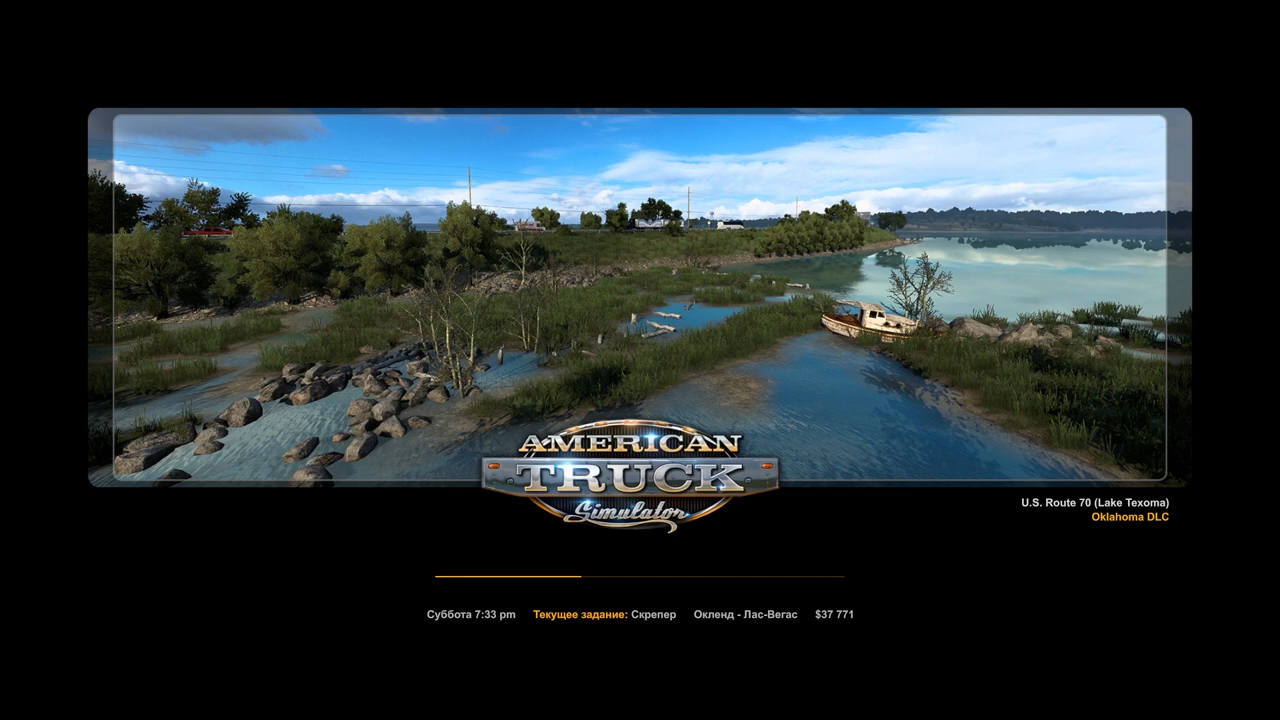 AMERICAN
TRUCK
Simulator
U.S. Route 70 (Lake Texoma)
Oklahoma DLC
Суббота 7:33 pm Текущее задание: Скрепер Окленд - Лас-Вегас $37 771